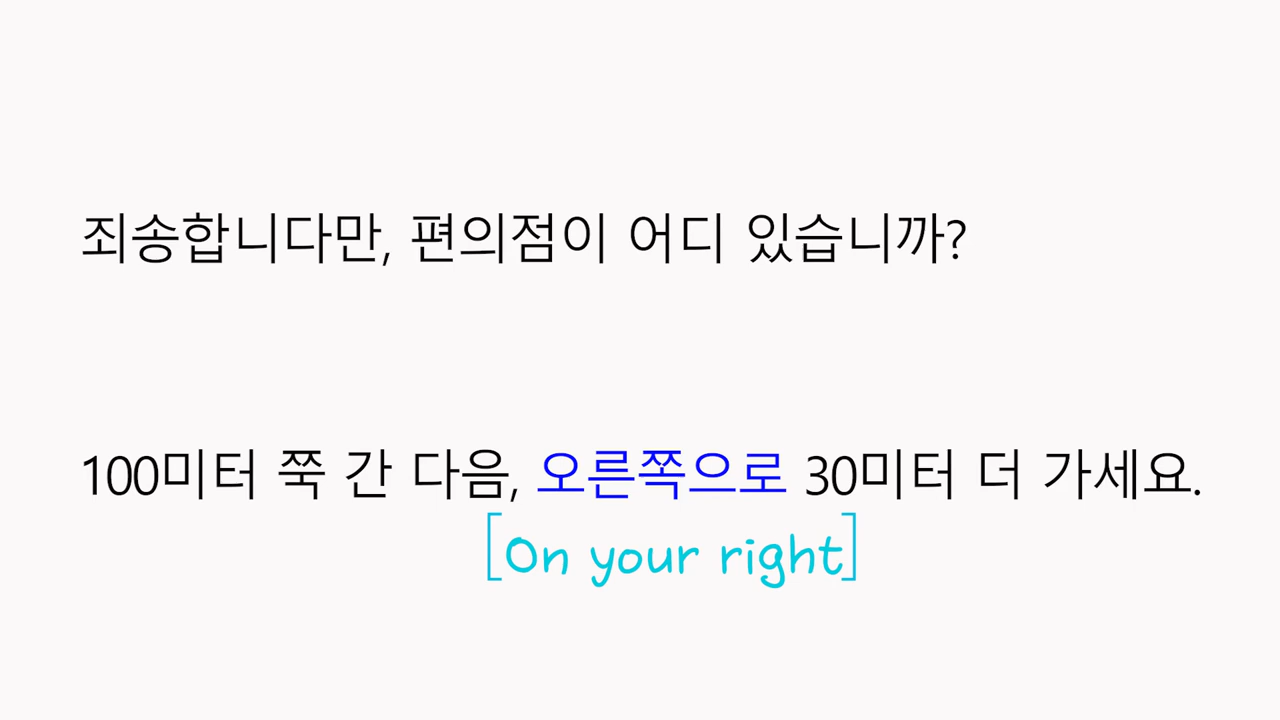 죄송합니다만, 편의점이 어디 있습니까?
100미터 쭉 간 다음, 오른쪽으로 30미터 더 가세요.
[On your right]